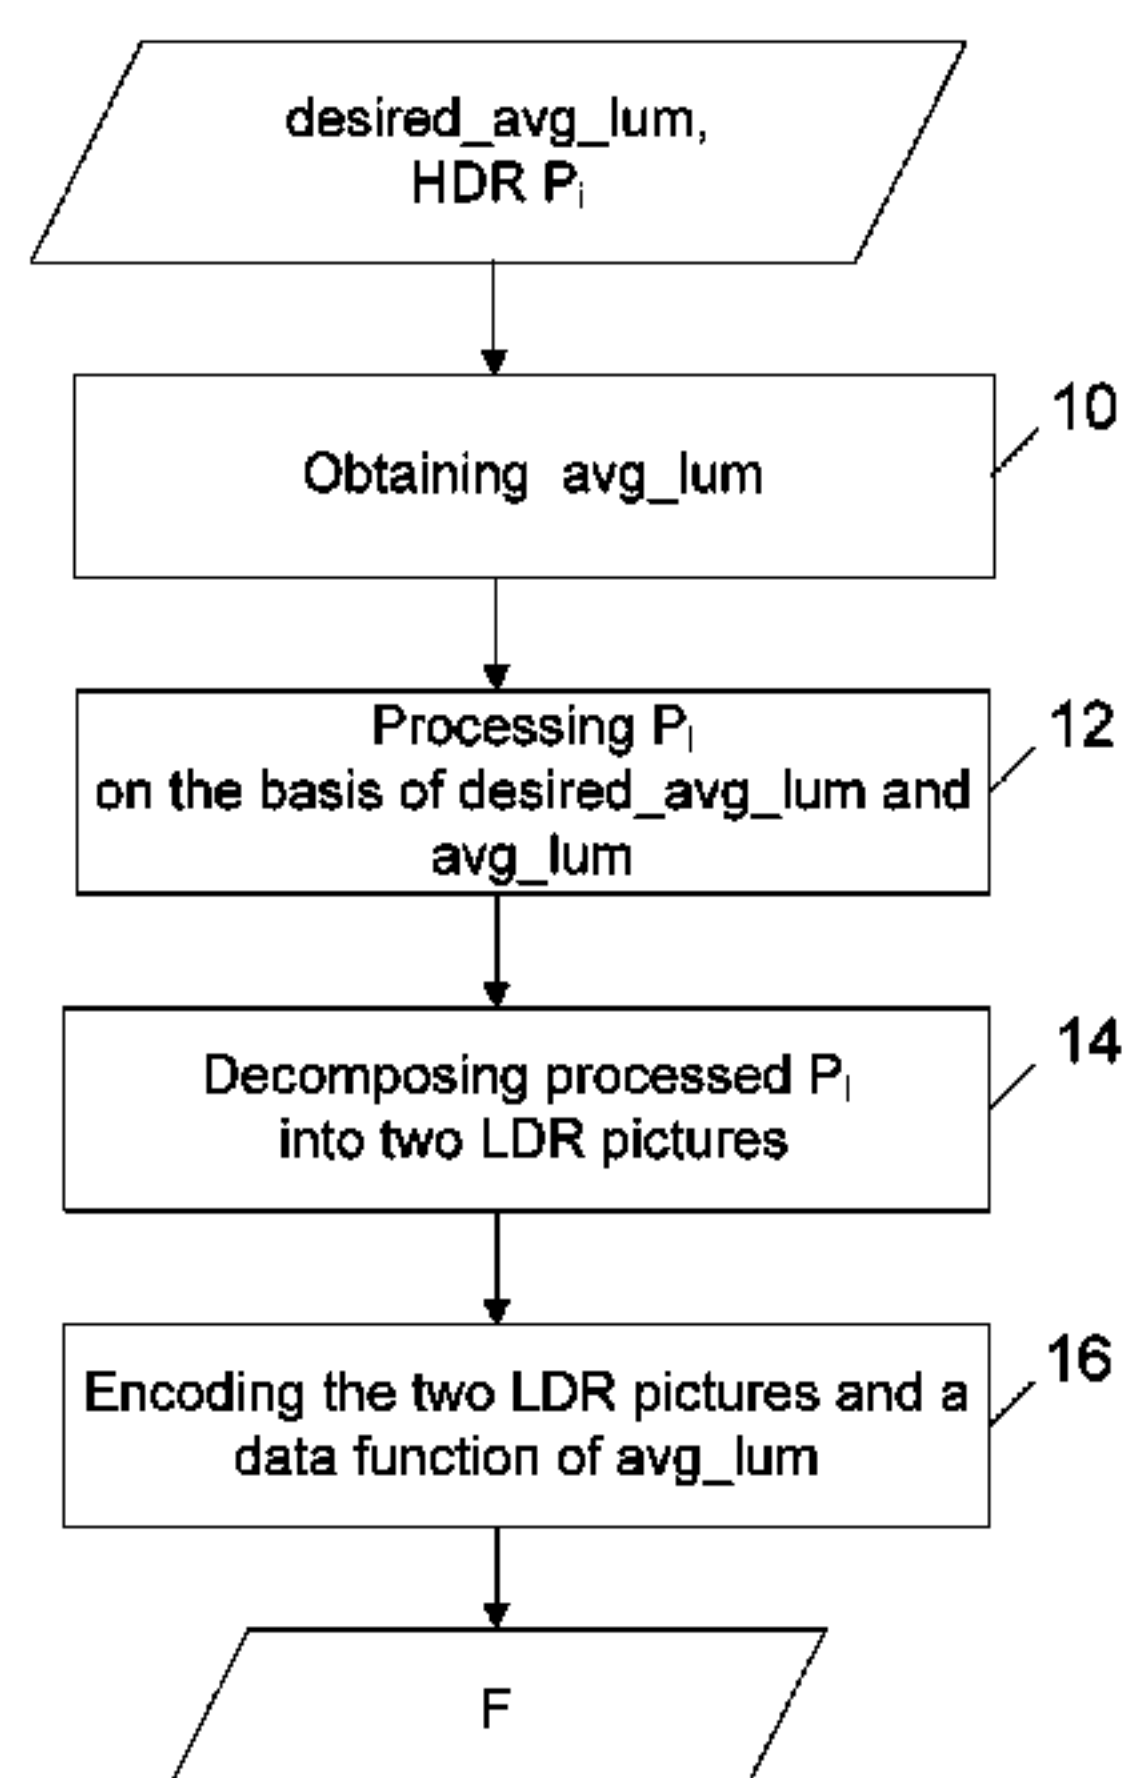 desired_avg_lum,
HDR Pi
Obtaining avg_lum
10
Processing Pi
on the basis of desired_avg_lum and
avg_lum
12
Decomposing processed Pi
into two LDR pictures
14
Encoding the two LDR pictures and a
data function of avg_lum
16
F